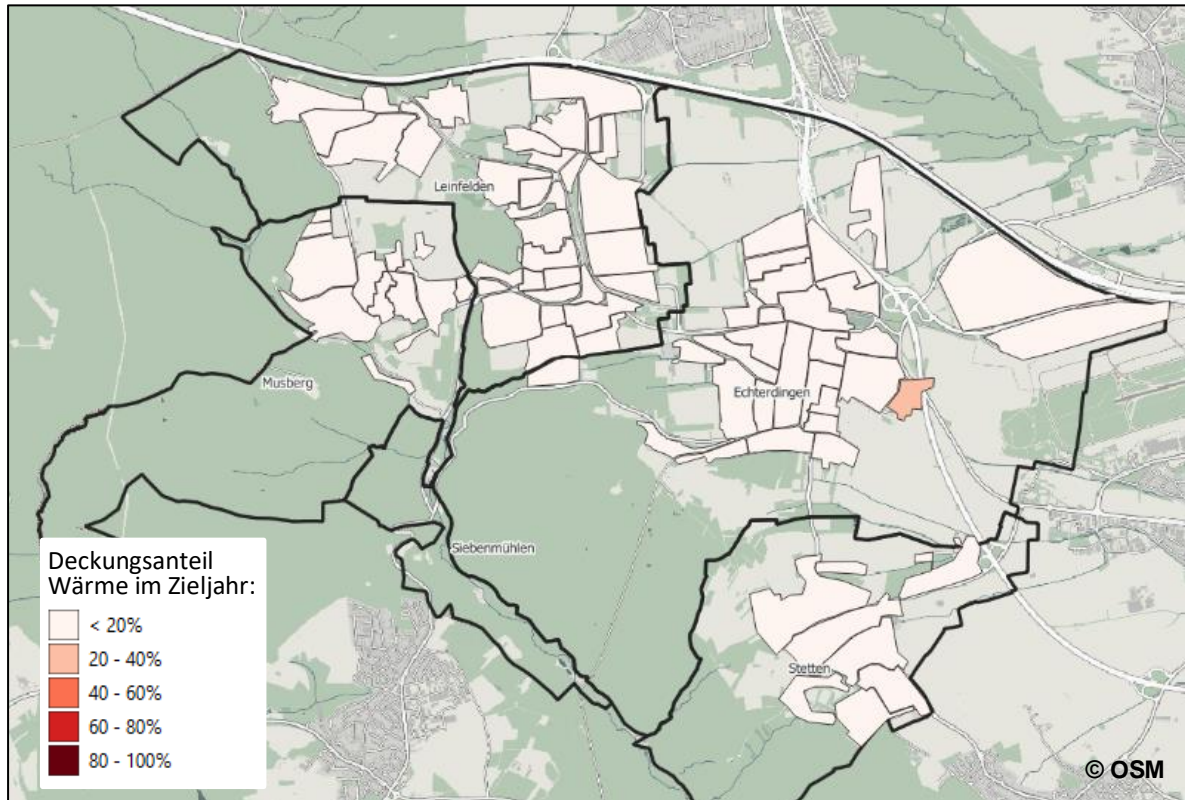 Leinfelden
Musberg
Echterdingen
Siebenmühlen
Stetten
Deckungsanteil
Wärme im Zieljahr:
< 20%
20 - 40%
40 - 60%
60 - 80%
80 - 100%
© OSM